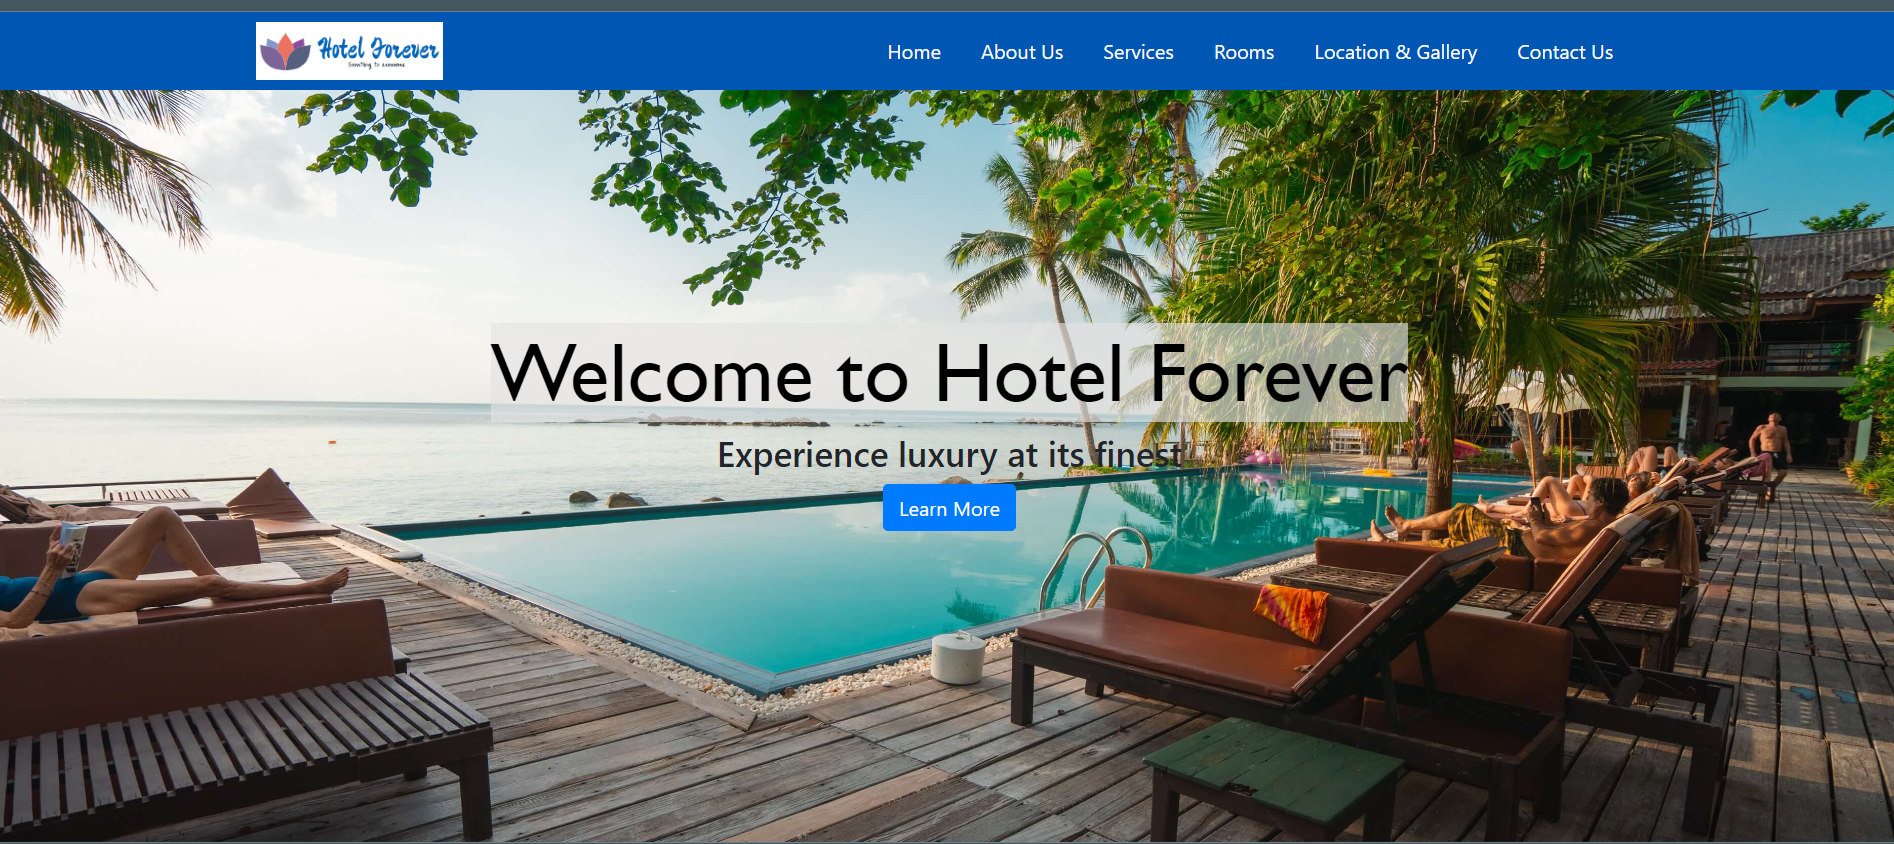 Hotel Forever
Home
About Us
Services
Rooms
Location & Gallery
Contact Us
Welcome to Hotel Forever
Experience luxury at its finest
Learn More